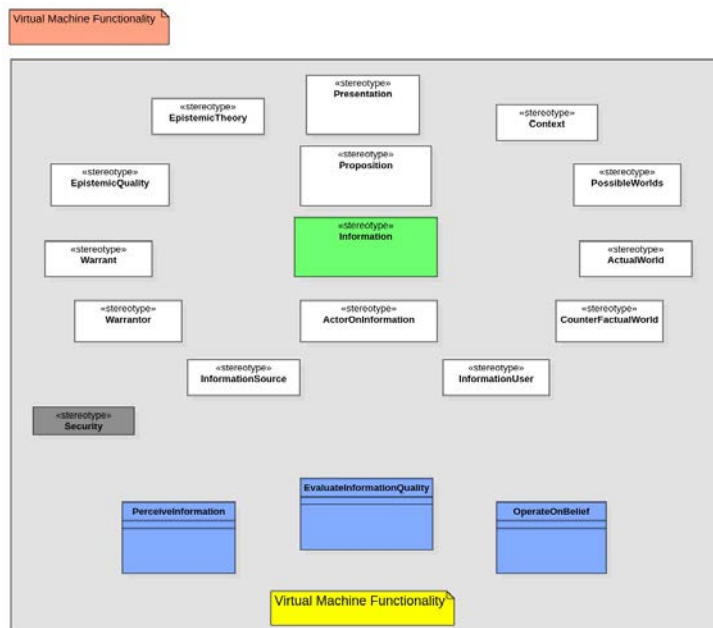 Virtual Machine Functionality
«stereotype»
Presentation
«stereotype»
EpistemicTheory
«stereotype»
Context
«stereotype»
Proposition
«stereotype»
EpistemicQuality
«stereotype»
PossibleWorlds
«stereotype»
Information
«stereotype»
Warrant
«stereotype»
ActualWorld
«stereotype»
Warrantor
«stereotype»
ActorOnInformation
«stereotype»
CounterFactualWorld
«stereotype»
InformationSource
«stereotype»
InformationUser
«stereotype»
Security
EvaluateInformationQuality
PerceiveInformation
OperateOnBelief
Virtual Machine Functionality